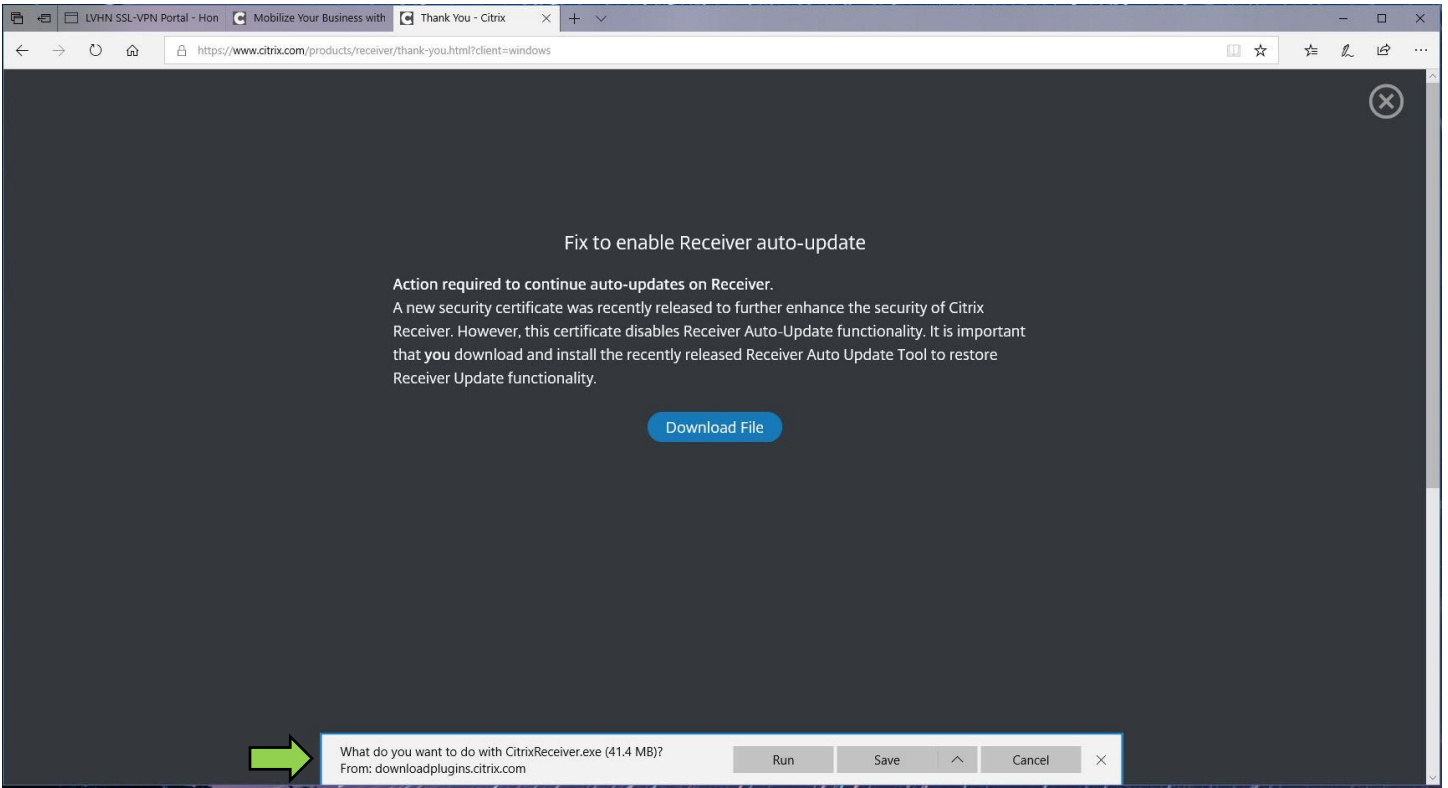 LVHN SSL-VPN Portal - Hon
Mobilize Your Business with
Thank You - Citrix
https://www.citrix.com/products/receiver/thank-you.html?client=windows
Fix to enable Receiver auto-update
Action required to continue auto-updates on Receiver.
A new security certificate was recently released to further enhance the security of Citrix
Receiver. However, this certificate disables Receiver Auto-Update functionality. It is important
that you download and install the recently released Receiver Auto Update Tool to restore
Receiver Update functionality.
Download File
What do you want to do with CitrixReceiver.exe (41.4 MB)?
From: downloadplugins.citrix.com
Run
Save
Cancel